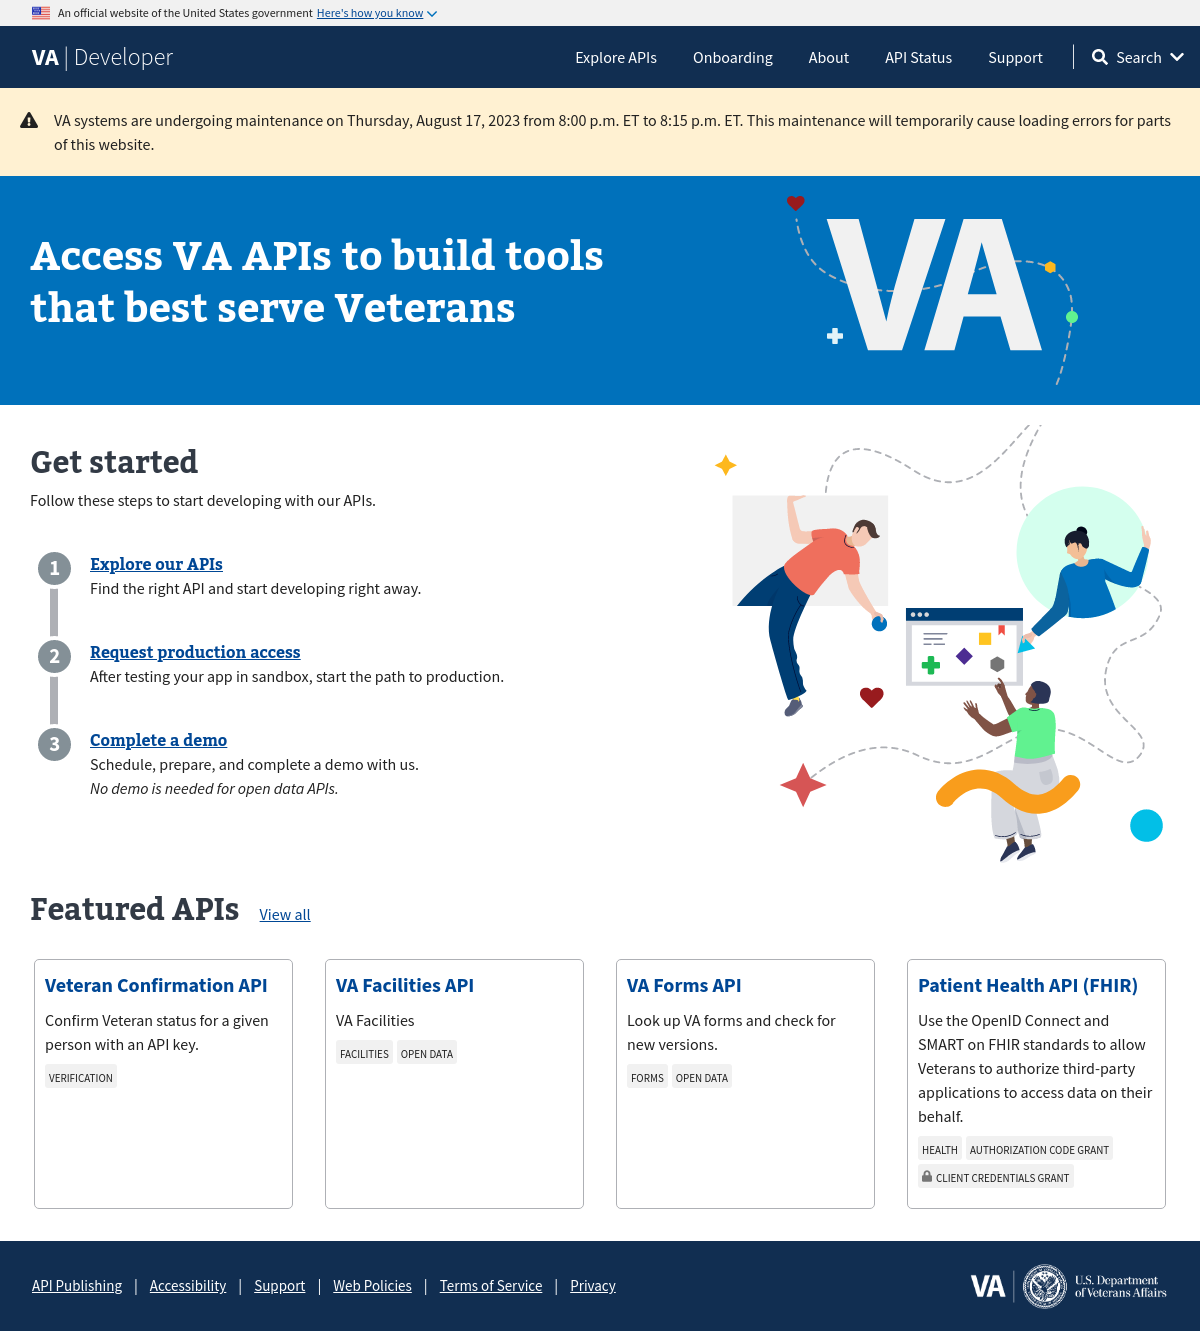 An official website of the United States government Here's how you know
VA | Developer
Explore APIs
Onboarding
About
API Status
Support
Search
VA systems are undergoing maintenance on Thursday, August 17, 2023 from 8:00 p.m. ET to 8:15 p.m. ET. This maintenance will temporarily cause loading errors for parts
of this website.
Access VA APIs to build tools
that best serve Veterans
VA
Get started
Follow these steps to start developing with our APIs.
1
Explore our APIs
Find the right API and start developing right away.
2
Request production access
After testing your app in sandbox, start the path to production.
3
Complete a demo
Schedule, prepare, and complete a demo with us.
No demo is needed for open data APIs.
Featured APIs View all
Veteran Confirmation API
Confirm Veteran status for a given
person with an API key.
VERIFICATION
VA Facilities API
VA Facilities
FACILITIES OPEN DATA
VA Forms API
Look up VA forms and check for
new versions.
FORMS OPEN DATA
Patient Health API (FHIR)
Use the OpenID Connect and
SMART on FHIR standards to allow
Veterans to authorize third-party
applications to access data on their
behalf.
HEALTH AUTHORIZATION CODE GRANT
CLIENT CREDENTIALS GRANT
API Publishing | Accessibility | Support | Web Policies | Terms of Service | Privacy
VA
U.S. Department
of Veterans Affairs